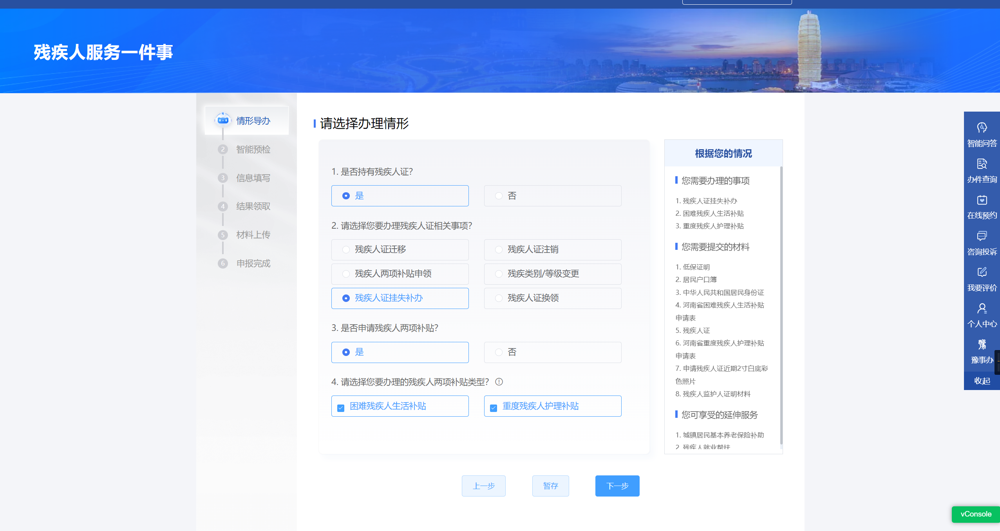 残疾人服务一件事
情形导办
2 智能预检
3 信息填写
4 结果领取
5 材料上传
6 申报完成
请选择办理情形
1. 是否持有残疾人证？
是
否
2. 请选择您要办理残疾人证相关事项？
残疾人证迁移
残疾人证注销
残疾人两项补贴申领
残疾类别/等级变更
残疾人证挂失补办
残疾人证换领
3. 是否申请残疾人两项补贴？
是
否
4. 请选择您要办理的残疾人两项补贴类型？
困难残疾人生活补贴
重度残疾人护理补贴
上一步
暂存
下一步
根据您的情况
您需要办理的事项
1. 残疾人证挂失补办
2. 困难残疾人生活补贴
3. 重度残疾人护理补贴
您需要提交的材料
1. 低保证明
2. 居民户口簿
3. 中华人民共和国居民身份证
4. 河南省困难残疾人生活补贴
申请表
5. 残疾人证
6. 河南省重度残疾人护理补贴
申请表
7. 申请残疾人证近期2寸白底彩
色照片
8. 残疾人监护人证明材料
您可享受的延伸服务
1. 城镇居民基本养老保险补助
2. 残疾人就业帮扶
智能问答
办件查询
在线预约
咨询投诉
我要评价
个人中心
豫
豫事办
收起
vConsole